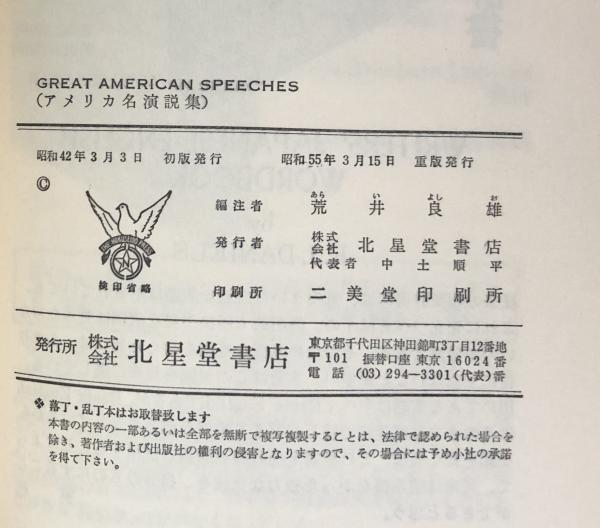 GREAT AMERICAN SPEECHES
(アメリカ名演説集)
昭和42年3月3日 初版発行 昭和55年3月15日 重版発行
©
検印省略
編注者 荒井良雄
あら い よし お
発行者 株式会社 北星堂書店
代表者 中土順平
印刷所 二美堂印刷所
発行所 株式会社 北星堂書店
東京都千代田区神田錦町3丁目12番地
〒101 振替口座 東京 16024番
電話 (03) 294—3301(代表)番
❖ 落丁・乱丁本はお取替致します
本書の内容の一部あるいは全部を無断で複写複製することは、法律で認められた場合を
除き、著作者および出版社の権利の侵害となりますので、その場合には予め小社の承諾
を得て下さい。